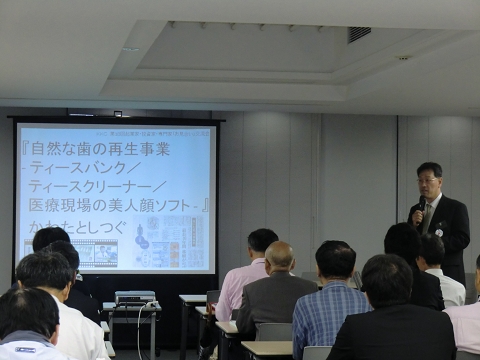 『自然な歯の再生事業
- ティースバンク／
ティースクリーナー／
医療現場の美人顔ソフト - 』
かわたとしつぐ